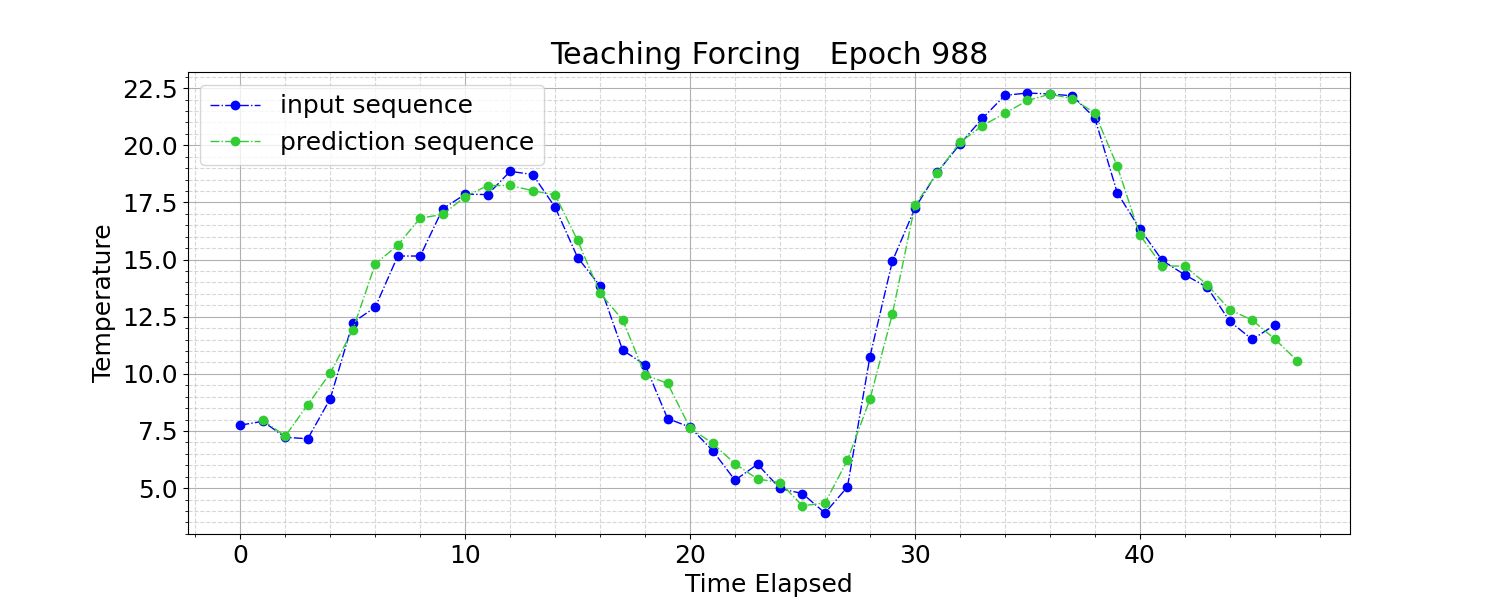 Teaching Forcing   Epoch 988
input sequence
prediction sequence
Temperature
22.5
20.0
17.5
15.0
12.5
10.0
7.5
5.0
0 10 20 30 40
Time Elapsed